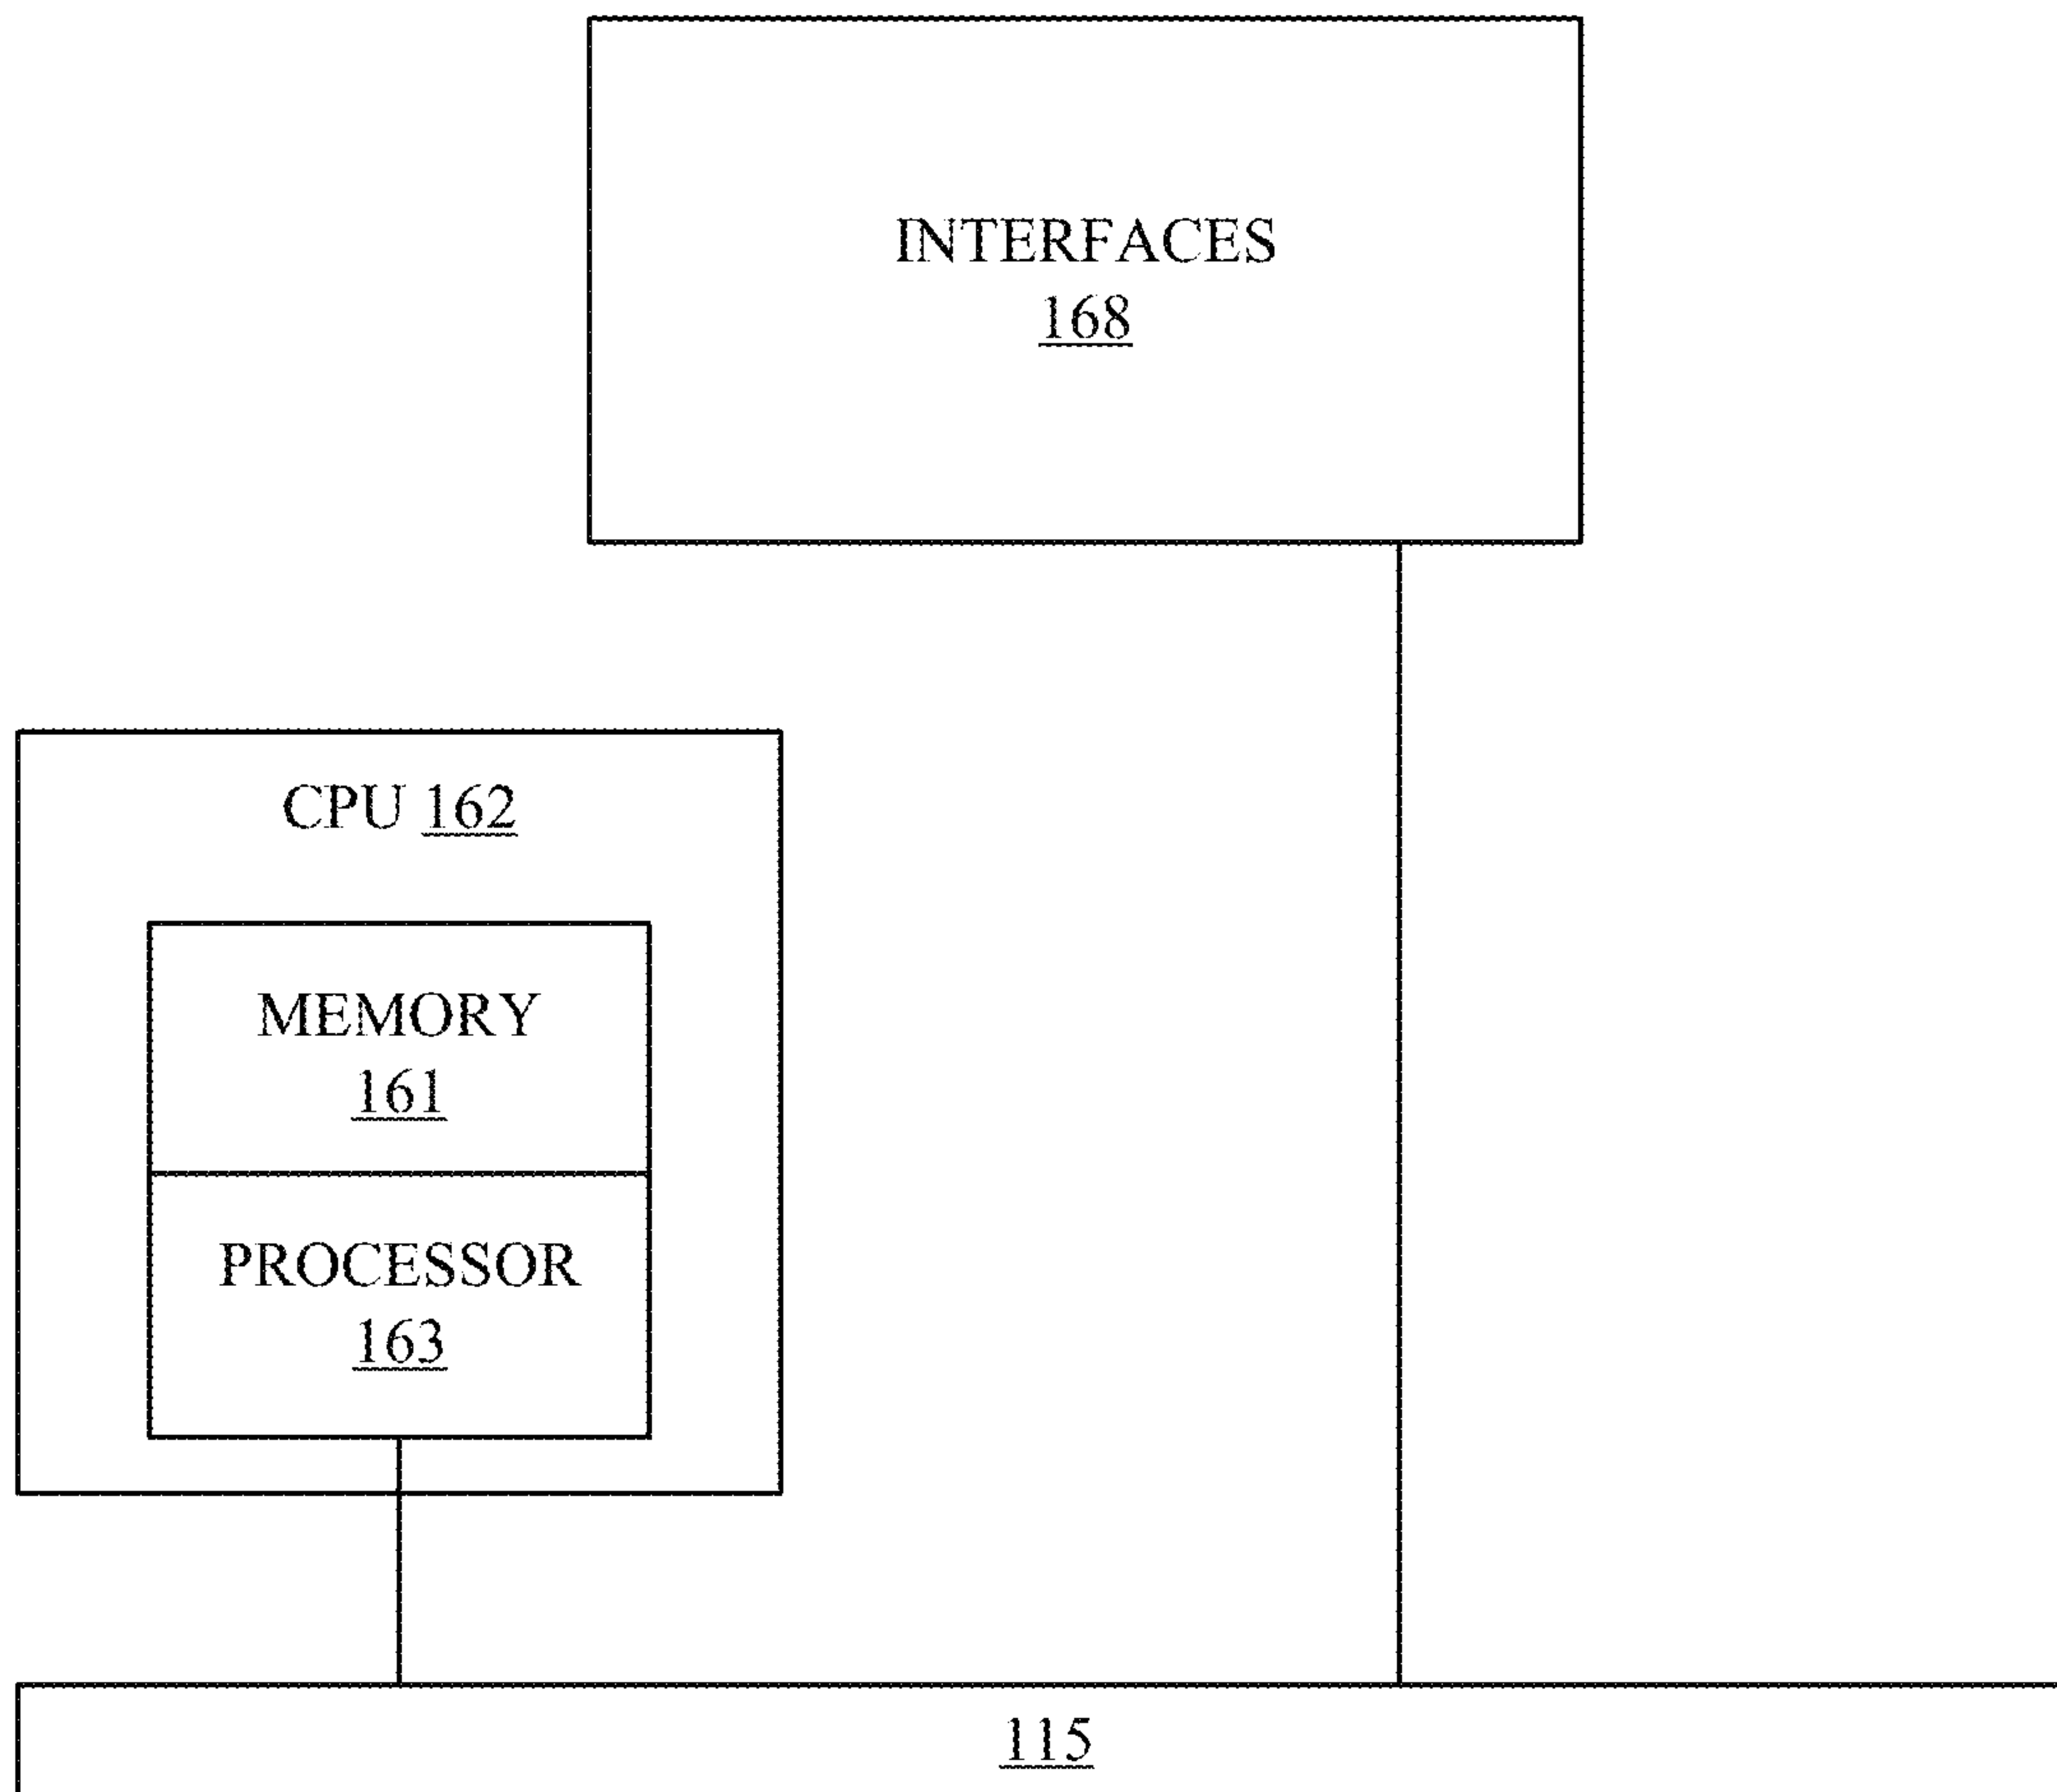 INTERFACES
168
CPU 162
MEMORY
161
PROCESSOR
163
115